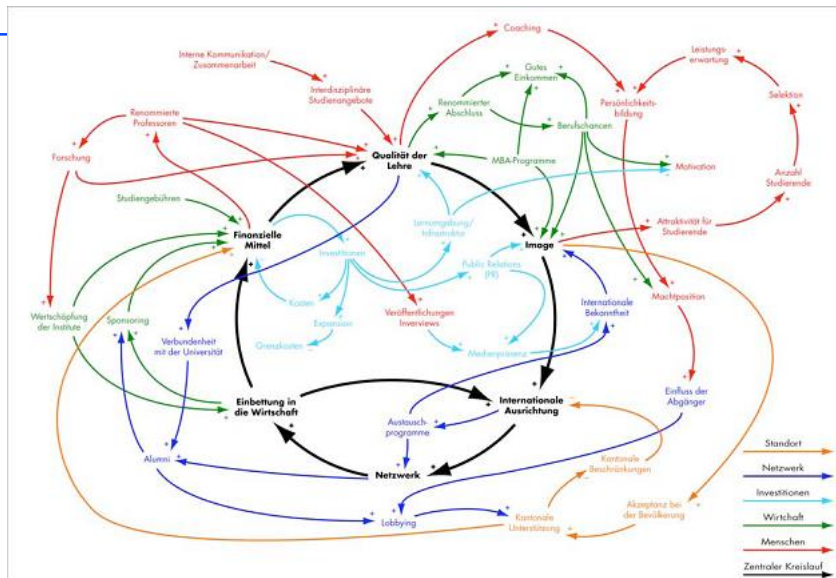 Coaching
Interne Kommunikation/
Zusammenarbeit
Gutes
Einkommen
Leistungs-
erwartung
Interdisziplinäre
Studienangebote
Renommierter
Abschluss
Persönlichkeits-
bildung
Selektion
Renommierte
Professoren
Berufschancen
Forschung
Qualität der
Lehre
MBA-Programme
Motivation
Anzahl
Studierende
Studiengebühren
Lernumgebung/
Infrastruktur
Attraktivität für
Studierende
Finanzielle
Mittel
Investitionen
Image
Public Relations
(PR)
Kosten
Internationale
Bekanntheit
Machtposition
Wertschöpfung
der Institute
Sponsoring
Expansion
Veröffentlichungen
Inverviews
Verbundenheit
mit der Universität
Grenzkosten
Medienpräsenz
Einbettung in
die Wirtschaft
Internationale
Ausrichtung
Einfluss der
Abgänger
Austausch-
programme
Standort
Alumni
Kantonale
Beschränkungen
Netzwerk
Netzwerk
Investitionen
Lobbying
Kantonale
Unterstützong
Akzeptanz bei
der Bevölkerung
Wirtchaft
Menschen
Zentraler Kreislauf